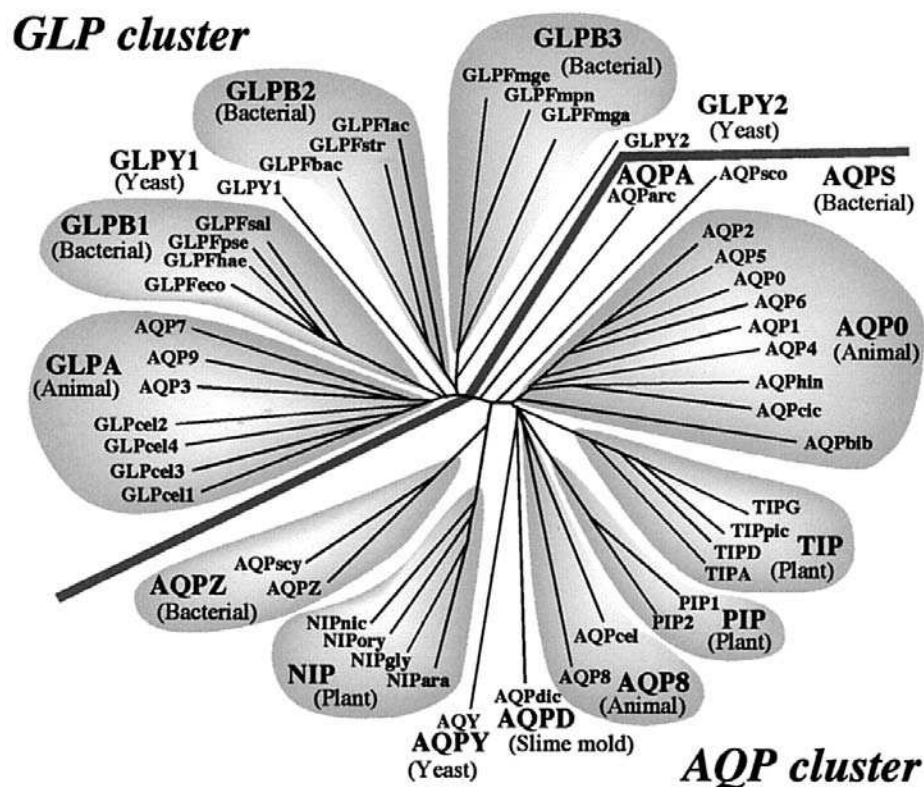 GLP cluster
GLPB3
(Bacterial)
GLPFmge
GLPFmpn
GLPFmga
GLPB2
(Bacterial)
GLPFlac
GLPFstr
GLPFbac
GLPY2
(Yeast)
GLPY2
GLPY1
(Yeast)
GLPY1
AQPA
AQParc
AQPsco
AQPS
(Bacterial)
GLPB1
(Bacterial)
GLPFsal
GLPFpse
GLPFhae
GLPFeco
AQP2
AQP5
AQP0
AQP6
AQP1
AQP4
AQPhin
AQPcic
AQPbib
AQP0
(Animal)
GLPA
(Animal)
AQP7
AQP9
AQP3
GLPcel2
GLPcel4
GLPcel3
GLPcel1
TIPG
TIPpic
TIPD
TIPA
TIP
(Plant)
AQPscy
AQPZ
AQPZ
(Bacterial)
PIP1
PIP2
PIP
(Plant)
NIPnic
NIPory
NIPgly
NIPara
NIP
(Plant)
AQPcel
AQP8
AQP8
(Animal)
AQY
AQPY
(Yeast)
AQPdic
AQPD
(Slime mold)
AQP cluster